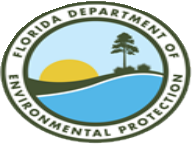 FLORIDA DEPARTMENT OF
ENVIRONMENTAL PROTECTION